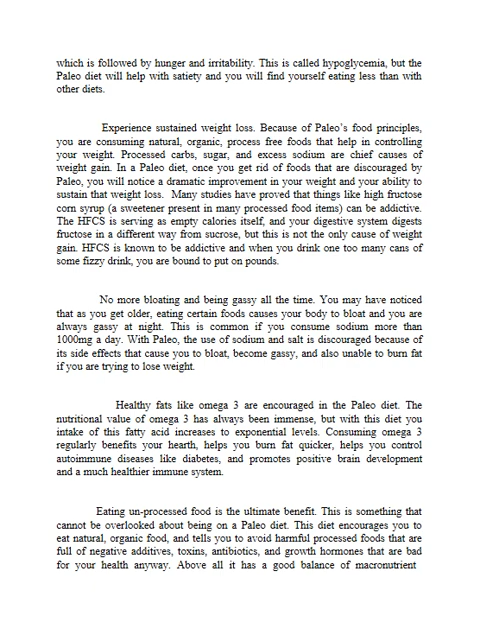 which is followed by hunger and irritability. This is called hypoglycemia, but the
Paleo diet will help with satiety and you will find yourself eating less than with
other diets.
Experience sustained weight loss. Because of Paleo's food principles,
you are consuming natural, organic, process free foods that help in controlling
your weight. Processed carbs, sugar, and excess sodium are chief causes of
weight gain. In a Paleo diet, once you get rid of foods that are discouraged by
Paleo, you will notice a dramatic improvement in your weight and your ability to
sustain that weight loss. Many studies have proved that things like high fructose
corn syrup (a sweetener present in many processed food items) can be addictive.
The HFCS is serving as empty calories itself, and your digestive system digests
fructose in a different way from sucrose, but this is not the only cause of weight
gain. HFCS is known to be addictive and when you drink one too many cans of
some fizzy drink, you are bound to put on pounds.
No more bloating and being gassy all the time. You may have noticed
that as you get older, eating certain foods causes your body to bloat and you are
always gassy at night. This is common if you consume sodium more than
1000mg a day. With Paleo, the use of sodium and salt is discouraged because of
its side effects that cause you to bloat, become gassy, and also unable to burn fat
if you are trying to lose weight.
Healthy fats like omega 3 are encouraged in the Paleo diet. The
nutritional value of omega 3 has always been immense, but with this diet you
intake of this fatty acid increases to exponential levels. Consuming omega 3
regularly benefits your hearth, helps you burn fat quicker, helps you control
autoimmune diseases like diabetes, and promotes positive brain development
and a much healthier immune system.
Eating un-processed food is the ultimate benefit. This is something that
cannot be overlooked about being on a Paleo diet. This diet encourages you to
eat natural, organic food, and tells you to avoid harmful processed foods that are
full of negative additives, toxins, antibiotics, and growth hormones that are bad
for your health anyway. Above all it has a good balance of macronutrient